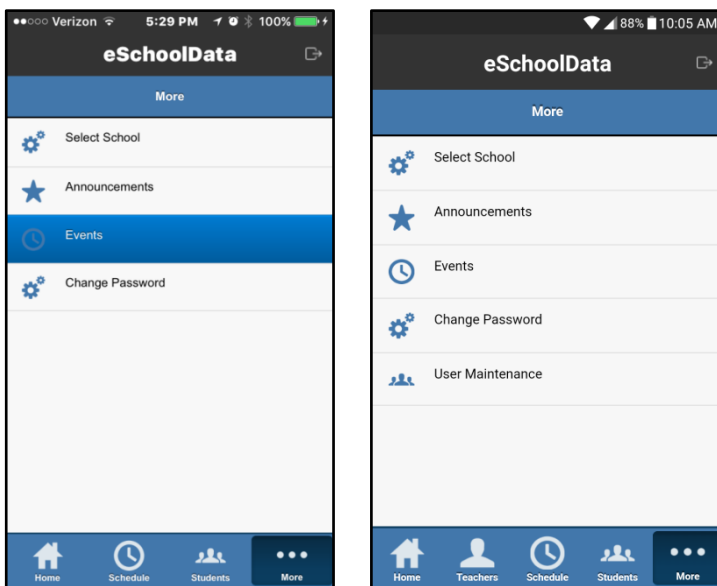 Verizon 5:29 PM 100%
eSchoolData
More
Select School
Announcements
Events
Change Password
Home Schedule Students More
88% 10:05 AM
eSchoolData
More
Select School
Announcements
Events
Change Password
User Maintenance
Home Teachers Schedule Students More